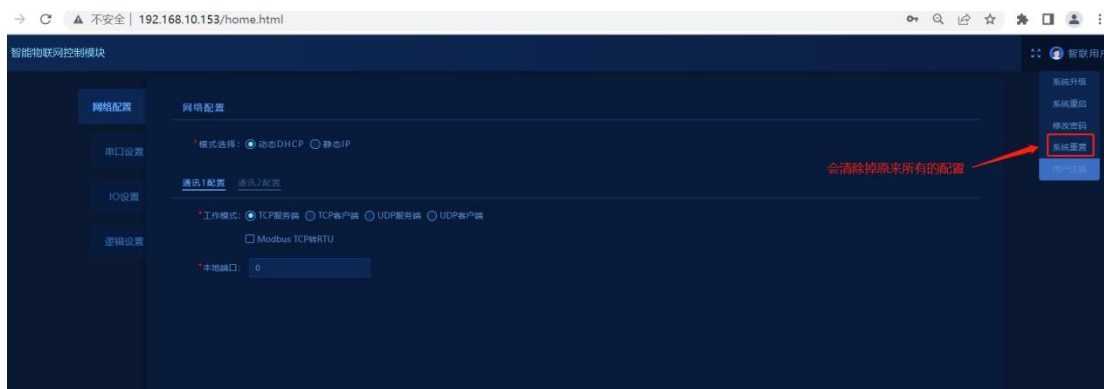 不安全 | 192.168.10.153/home.html
智能物联网控制模块
智联用户
系统升级
系统重启
修改密码
系统重置
用户注销
会清除掉原来所有的配置
网络配置
串口设置
IO设置
逻辑设置
网络配置
*模式选择: 动态DHCP 静态IP
通讯1配置 通讯2配置
*工作模式: TCP服务端 TCP客户端 UDP服务端 UDP客户端
Modbus TCP转RTU
*本地端口: 0